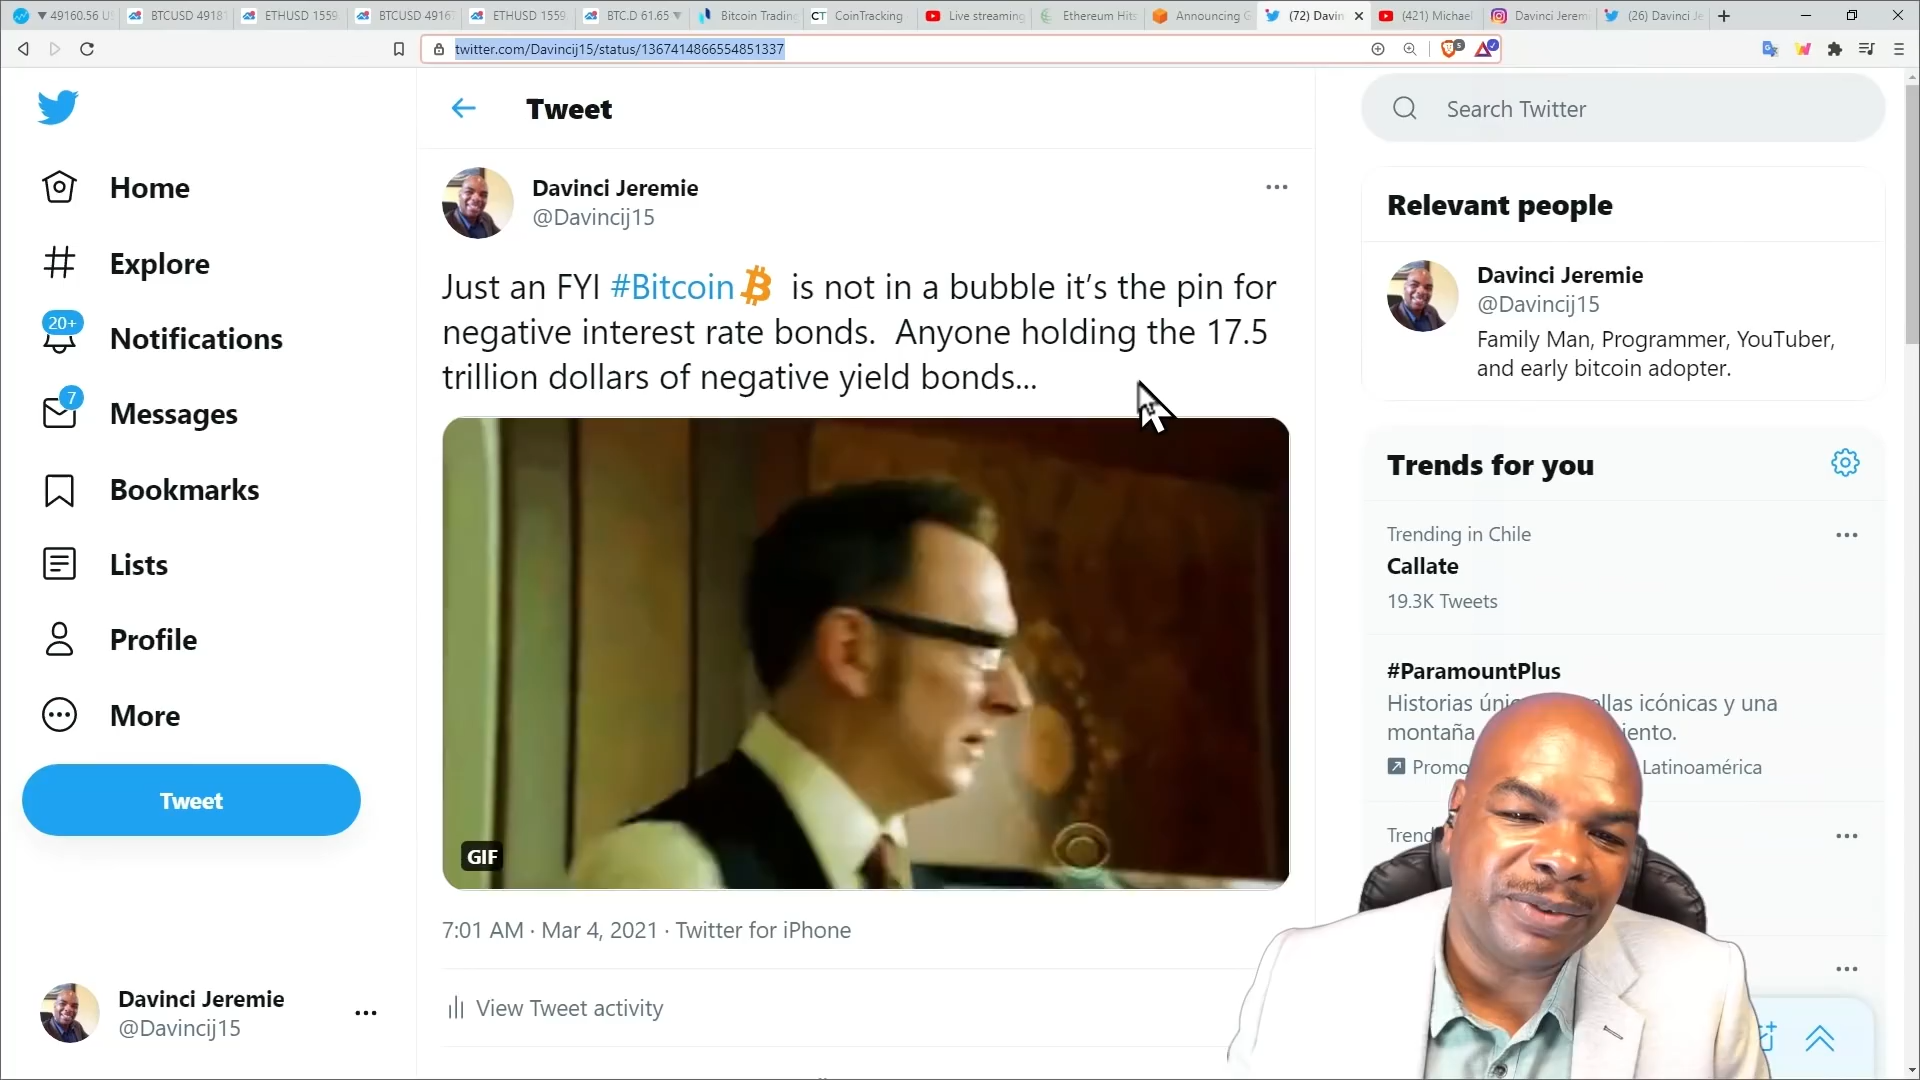 49160.56 U
BTCUSD 4918
ETHUSD 1559
BTCUSD 4916
ETHUSD 1559
BTC.D 61.65
Bitcoin Trading
CT CoinTracking
Live streaming
Ethereum Hits
Announcing G
(72) Davin
(421) Michael
Davinci Jerem
(26) Davinci Je
twitter.com/Davincij15/status/1367414866554851337
5
Home
Explore
20+
Notifications
7
Messages
Bookmarks
Lists
Profile
More
Tweet
Davinci Jeremie
@Davincij15
Tweet
Davinci Jeremie
@Davincij15
Just an FYI #Bitcoin is not in a bubble it’s the pin for
negative interest rate bonds. Anyone holding the 17.5
trillion dollars of negative yield bonds...
GIF
7:01 AM · Mar 4, 2021 · Twitter for iPhone
View Tweet activity
Search Twitter
Relevant people
Davinci Jeremie
@Davincij15
Family Man, Programmer, YouTuber,
and early bitcoin adopter.
Trends for you
Trending in Chile
Callate
19.3K Tweets
#ParamountPlus
Historias úni llas icónicas y una
montaña iento.
Promo Latinoamérica
Trend